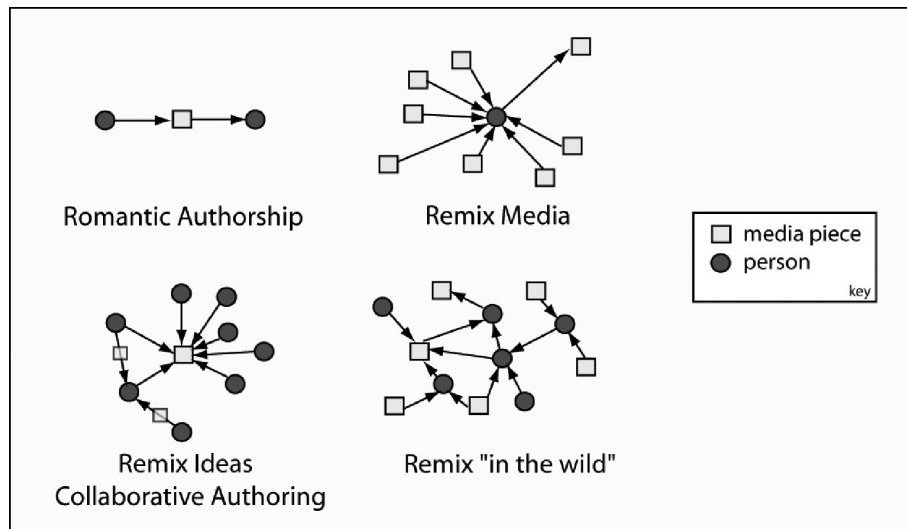 Romantic Authorship
Remix Media
media piece
person
key
Remix Ideas
Collaborative Authoring
Remix "in the wild"